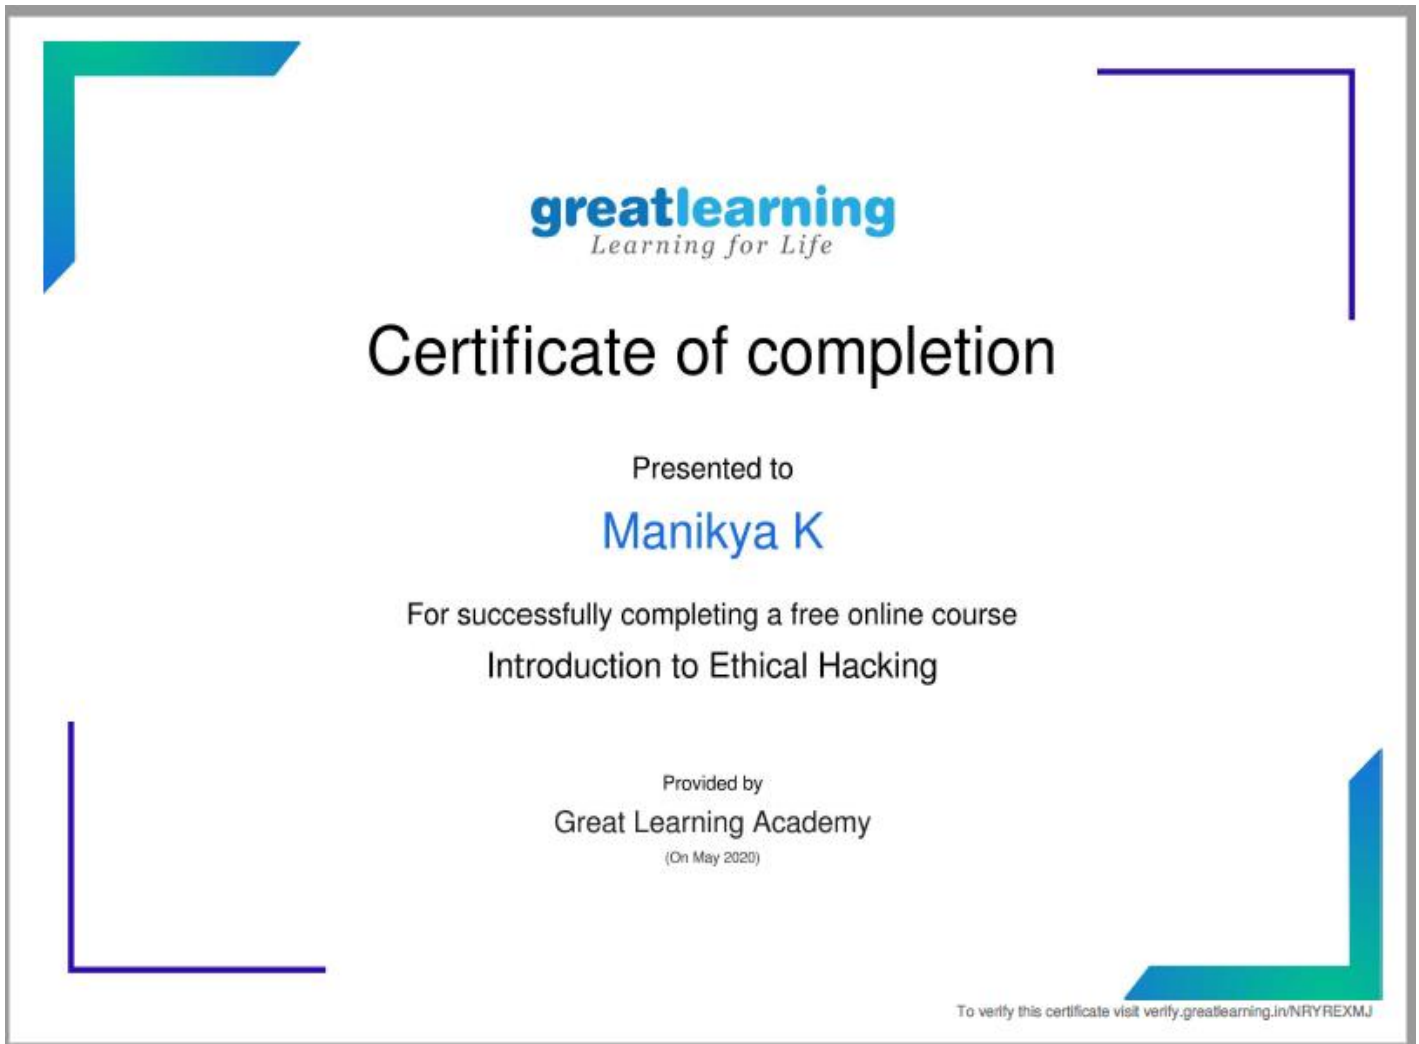 greatlearning
Learning for Life
Certificate of completion
Presented to
Manikya K
For successfully completing a free online course
Introduction to Ethical Hacking
Provided by
Great Learning Academy
(On May 2020)
To verify this certificate visit verify.greatlearning.in/NRYREXMJ